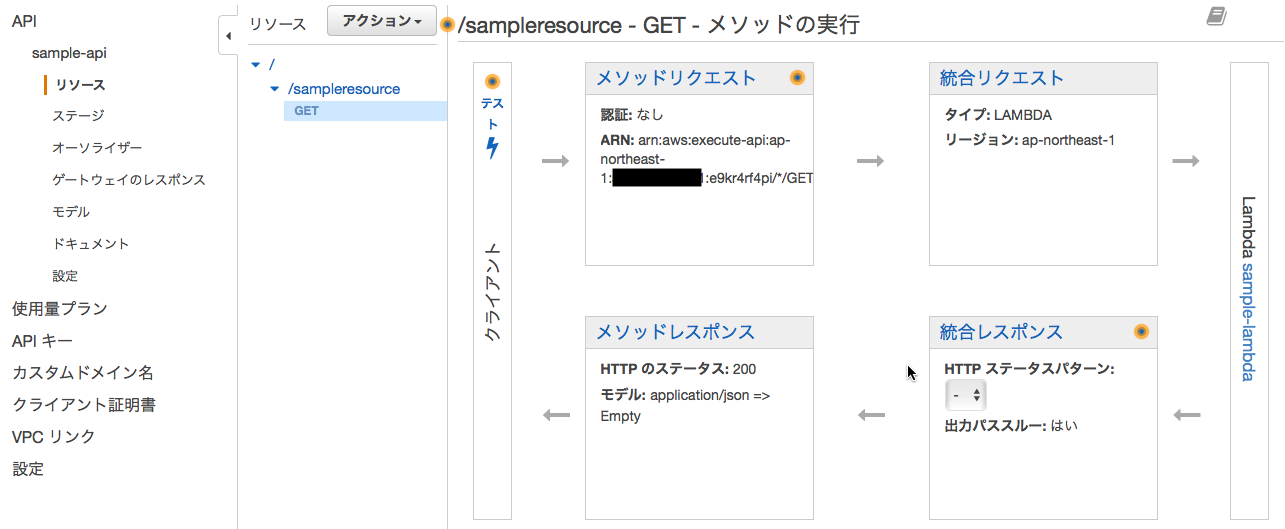 API
sample-api
リソース
ステージ
オーソライザー
ゲートウェイのレスポンス
モデル
ドキュメント
設定
使用量プラン
API キー
カスタムドメイン名
クライアント証明書
VPC リンク
設定
リソース
アクション
/
/sampleresource
GET
/sampleresource - GET - メソッドの実行
テス
ト
クライアント
メソッドリクエスト
認証: なし
ARN: arn:aws:execute-api:ap-
northeast-
1: :e9kr4rf4pi/*/GET
統合リクエスト
タイプ: LAMBDA
リージョン: ap-northeast-1
Lambda sample-lambda
メソッドレスポンス
HTTP のステータス: 200
モデル: application/json =>
Empty
統合レスポンス
HTTP ステータスパターン:
-
出力パススルー: はい